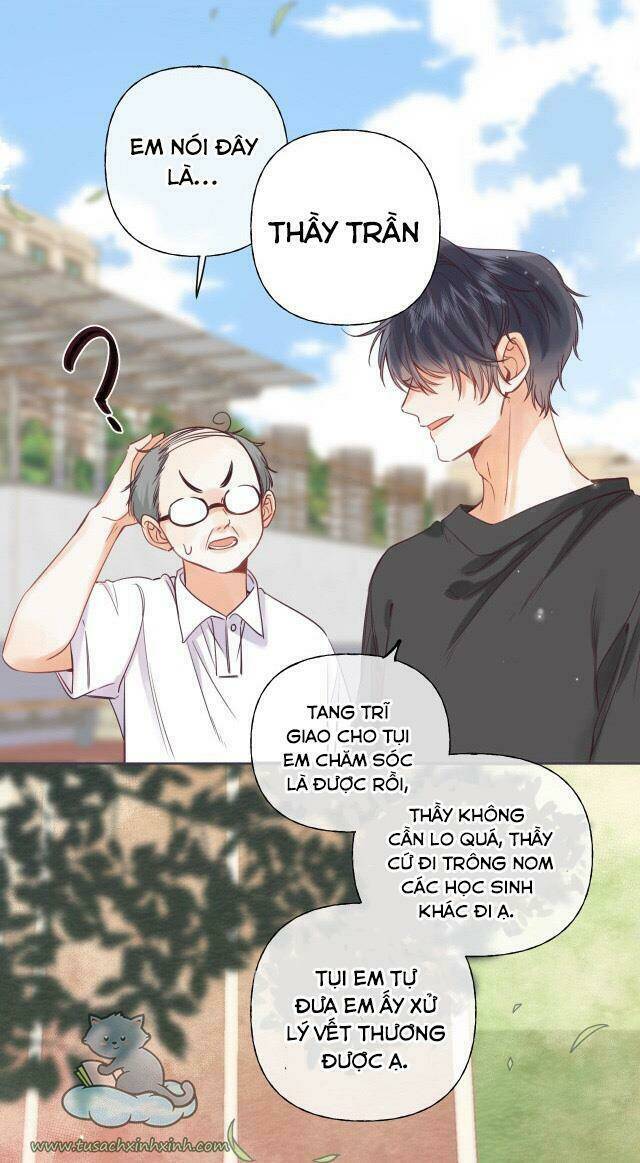 EM NÓI ĐÂY
LÀ...
THẦY TRẦN
?
TANG TRĨ
GIAO CHO TỤI
EM CHĂM SÓC
LÀ ĐƯỢC RỒI,
THẦY KHÔNG
CẦN LO QUÁ, THẦY
CỨ ĐI TRÔNG NOM
CÁC HỌC SINH
KHÁC ĐI Ạ.
TỤI EM TỰ
ĐƯA EM ẤY XỬ
LÝ VẾT THƯƠNG
ĐƯỢC Ạ.
www.tusachxinhxinh.com